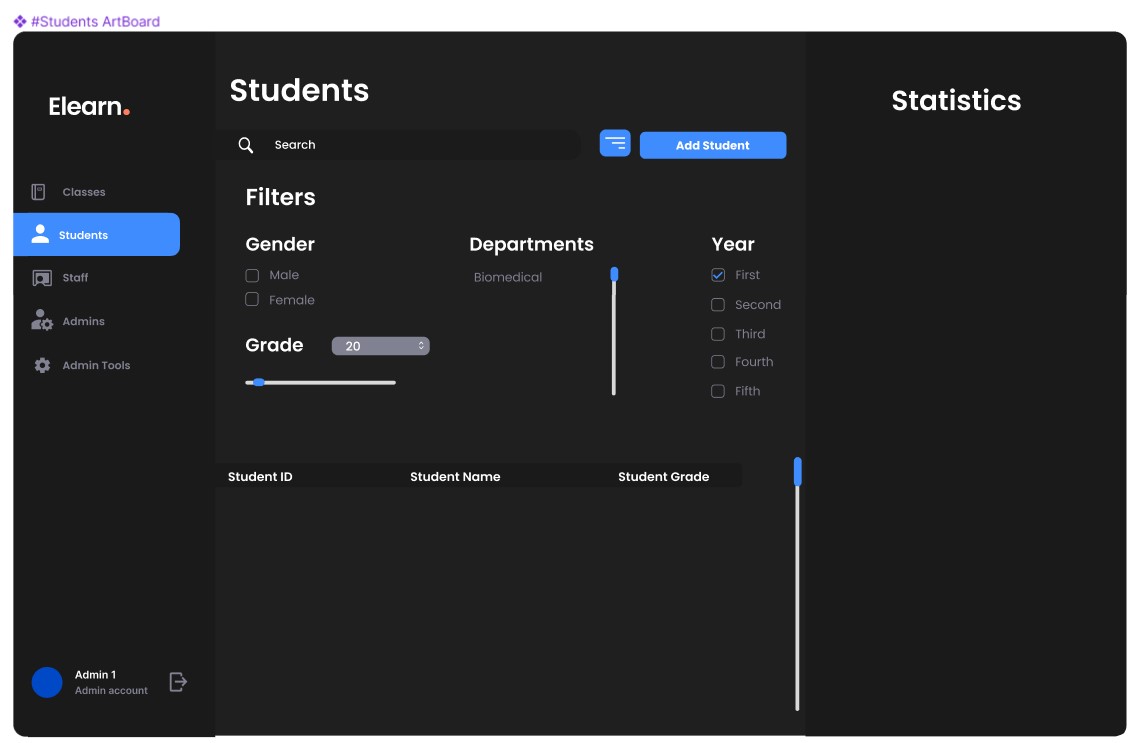 #Students ArtBoard
Elearn.
Classes
Students
Staff
Admins
Admin Tools
Admin 1
Admin account
Students
Search
Add Student
Filters
Gender
Male
Female
Grade
20
Departments
Biomedical
Year
First
Second
Third
Fourth
Fifth
Student ID Student Name Student Grade
Statistics